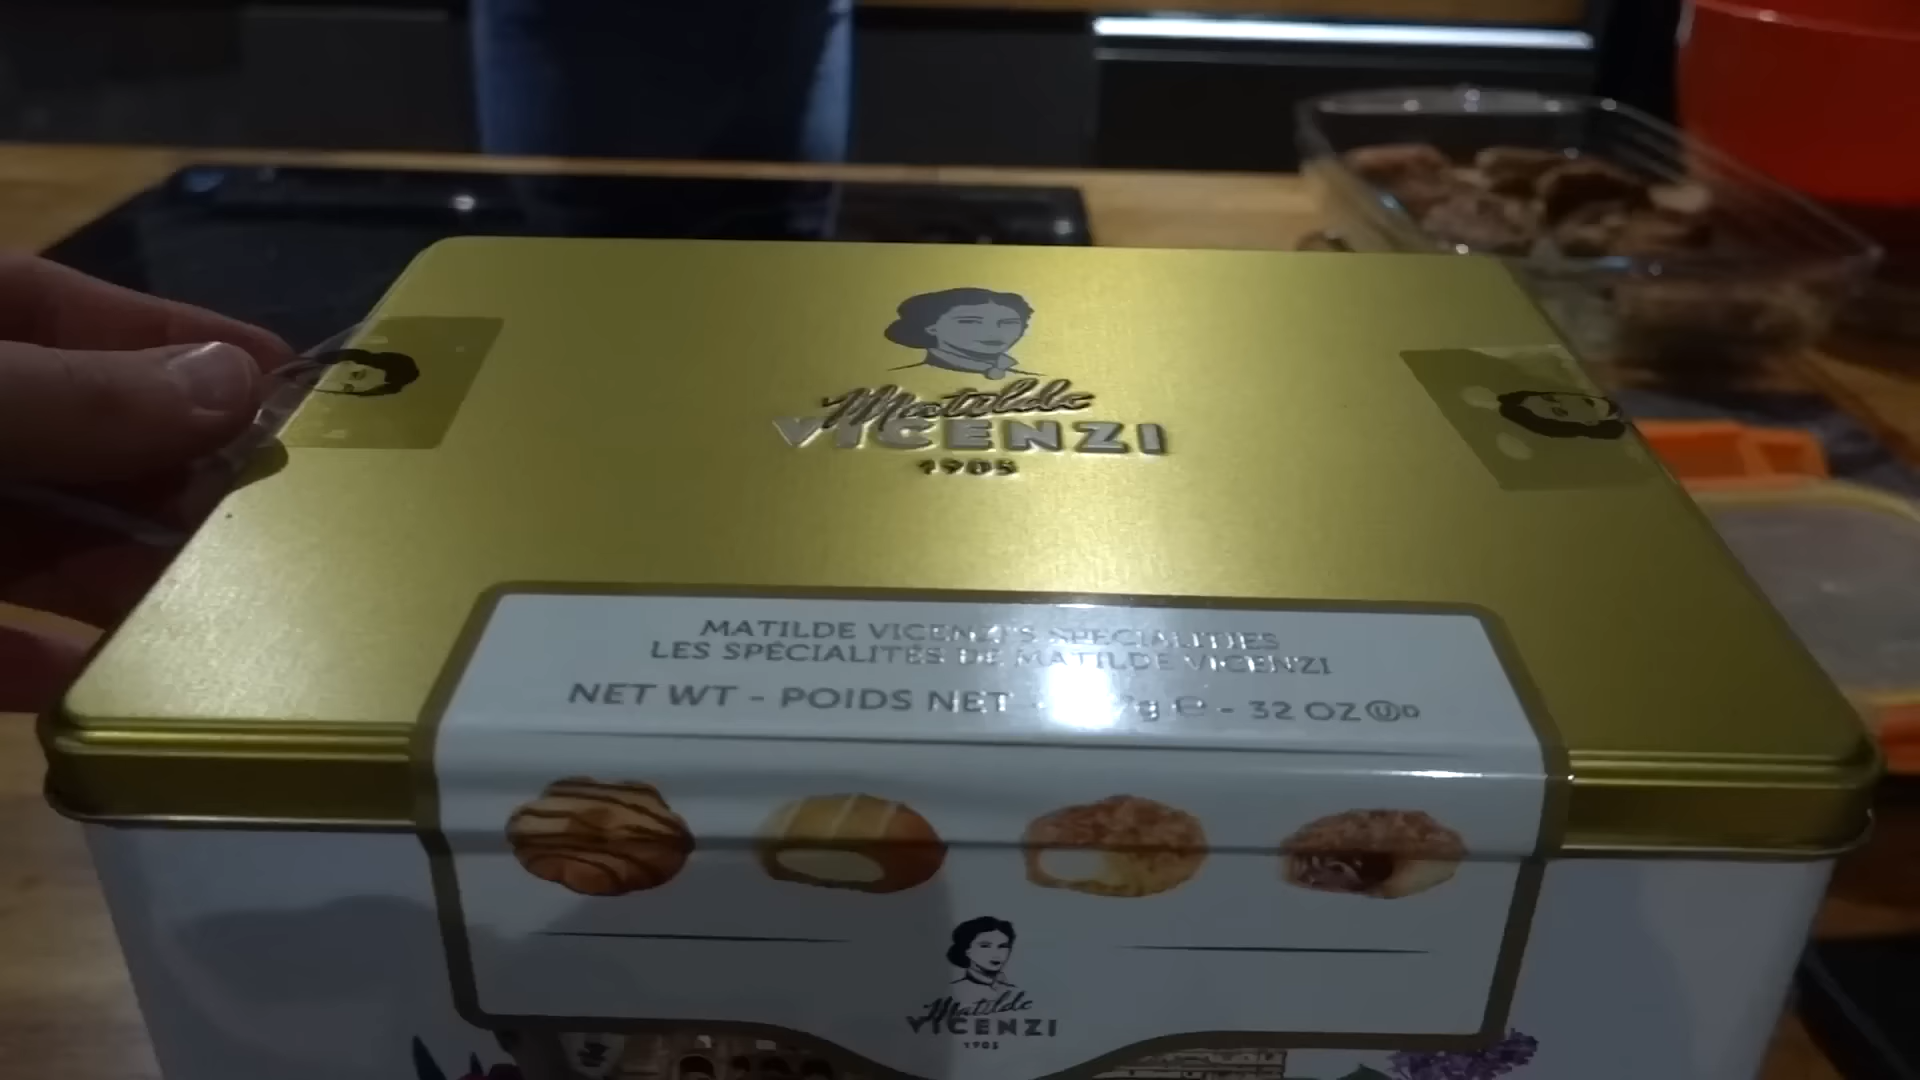 Matilde
VICENZI
1905
MATILDE VICENZI'S SPECIALITIES
LES SPÉCIALITÉS DE MATILDE VICENZI
NET WT - POIDS NET - g ℮ - 32 OZ Ⓤ D
Matilde
VICENZI
1905